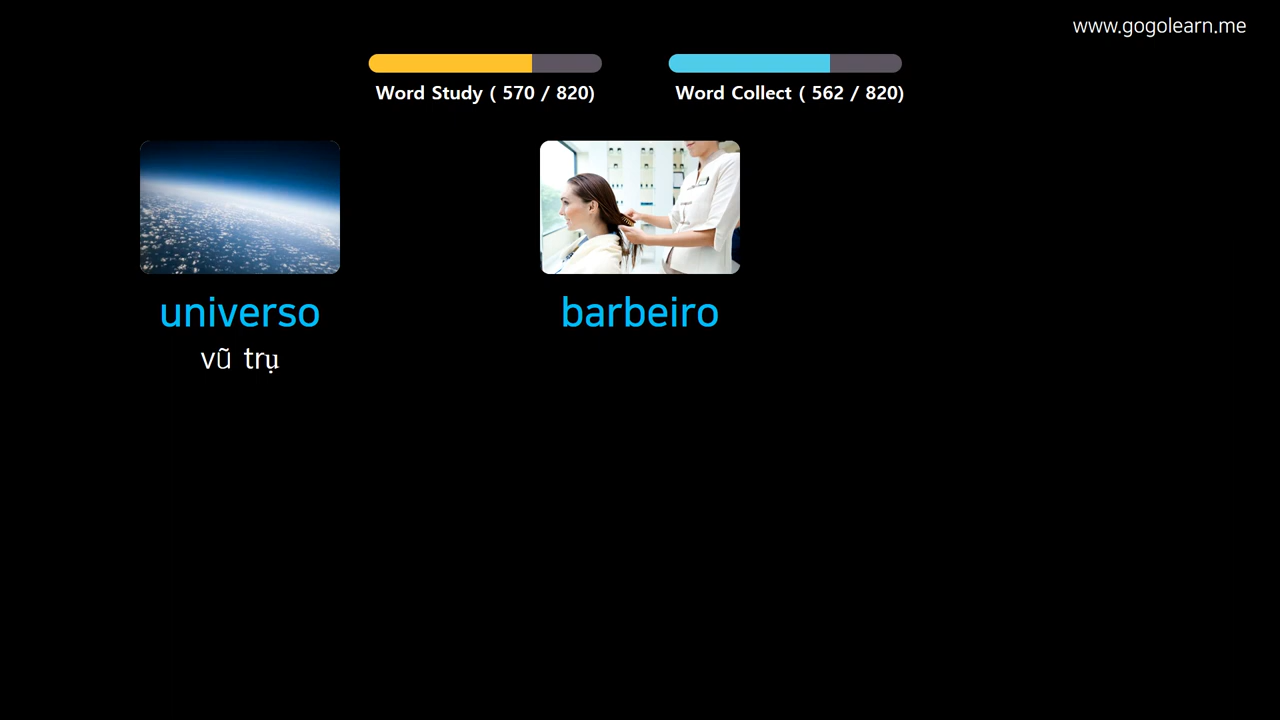 www.gogolearn.me
Word Study ( 570 / 820)
Word Collect ( 562 / 820)
universo
barbeiro
vũ trụ